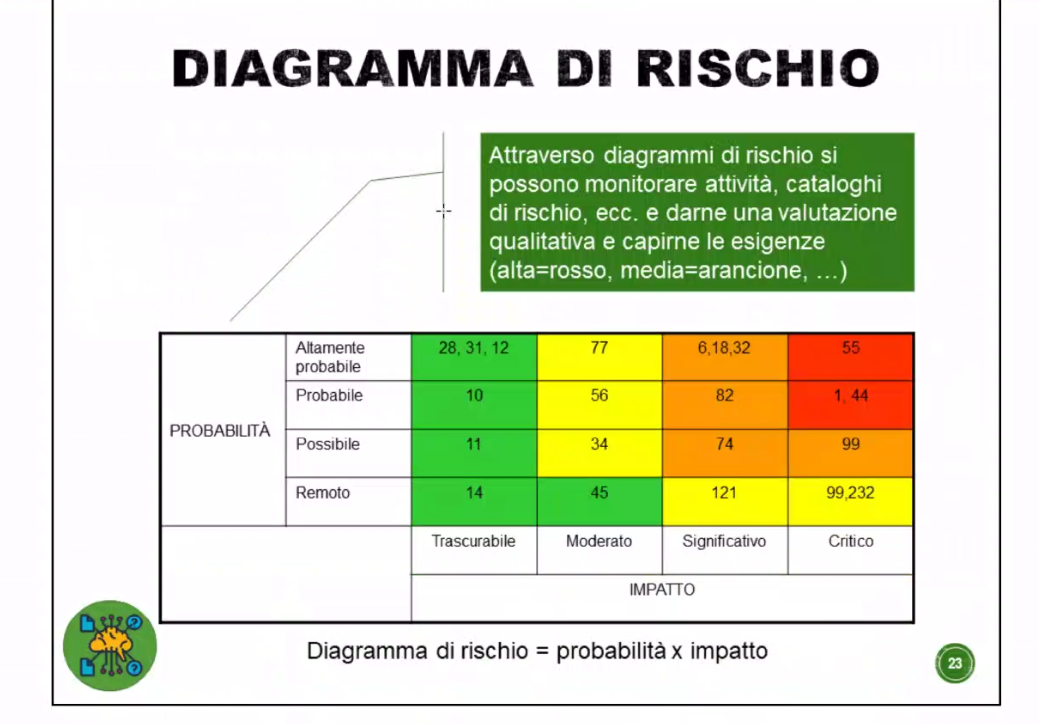 DIAGRAMMA DI RISCHIO
Attraverso diagrammi di rischio si
possono monitorare attività, cataloghi
di rischio, ecc. e darne una valutazione
qualitativa e capirne le esigenze
(alta=rosso, media=arancione, …)
PROBABILITÀ
Altamente
probabile
28, 31, 12
77
6,18,32
55
Probabile
10
56
82
1, 44
Possibile
11
34
74
99
Remoto
14
45
121
99,232
Trascurabile
Moderato
Significativo
Critico
IMPATTO
Diagramma di rischio = probabilità x impatto
23